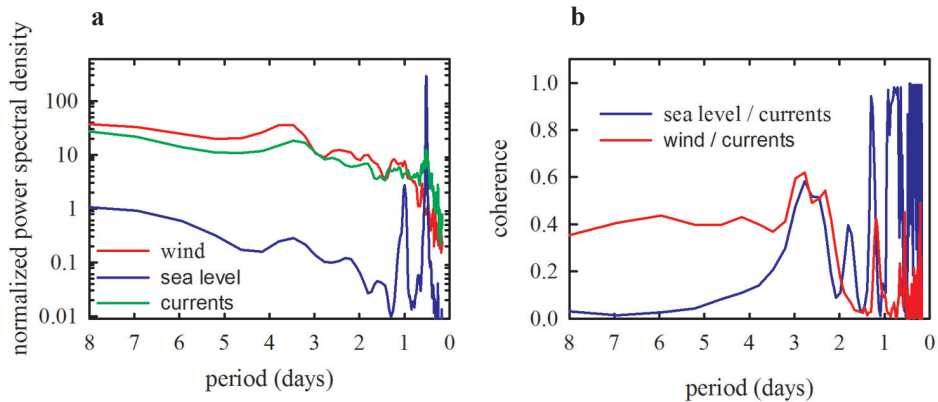 a
normalized power spectral density
100
10
1
0.1
0.01
wind
sea level
currents
8 7 6 5 4 3 2 1 0
period (days)
b
coherence
1.0
0.8
0.6
0.4
0.2
0.0
sea level / currents
wind / currents
8 7 6 5 4 3 2 1 0
period (days)